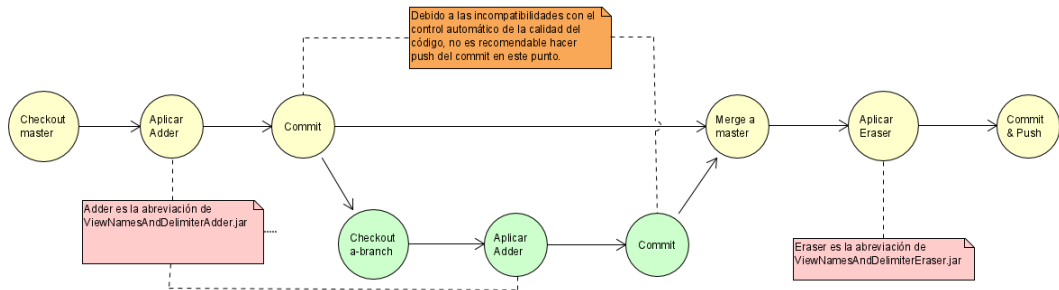 Debido a las incompatibilidades con el
control automático de la calidad del
código, no es recomendable hacer
push del commit en este punto.
Checkout
master
Aplicar
Adder
Commit
Merge a
master
Aplicar
Eraser
Commit
& Push
Adder es la abreviación de
ViewNamesAndDelimiterAdder.jar
Checkout
a-branch
Aplicar
Adder
Commit
Eraser es la abreviación de
ViewNamesAndDelimiterEraser.jar